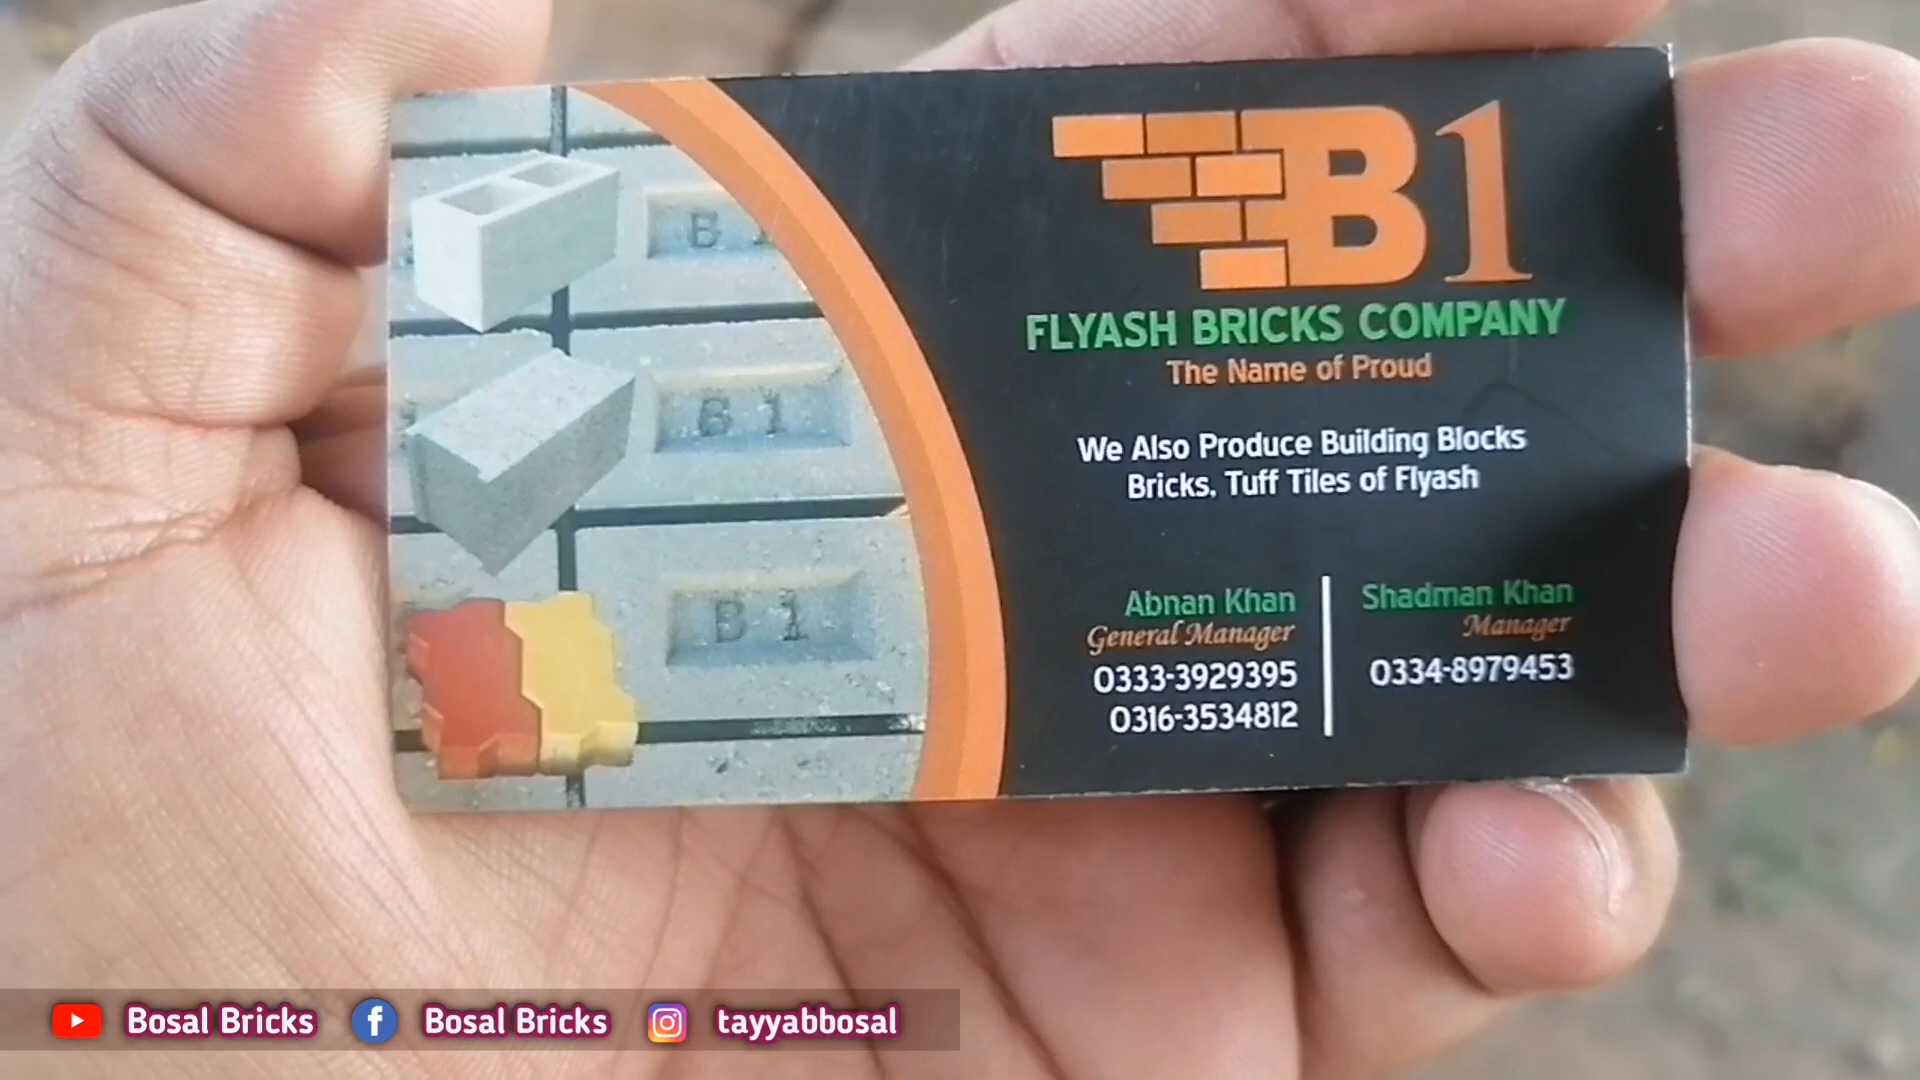 B 1
B 1
B 1
B1
FLYASH BRICKS COMPANY
The Name of Proud
We Also Produce Building Blocks
Bricks, Tuff Tiles of Flyash
Abnan Khan
General Manager
0333-3929395
0316-3534812
Shadman Khan
Manager
0334-8979453
Bosal Bricks
Bosal Bricks
tayyabbosal